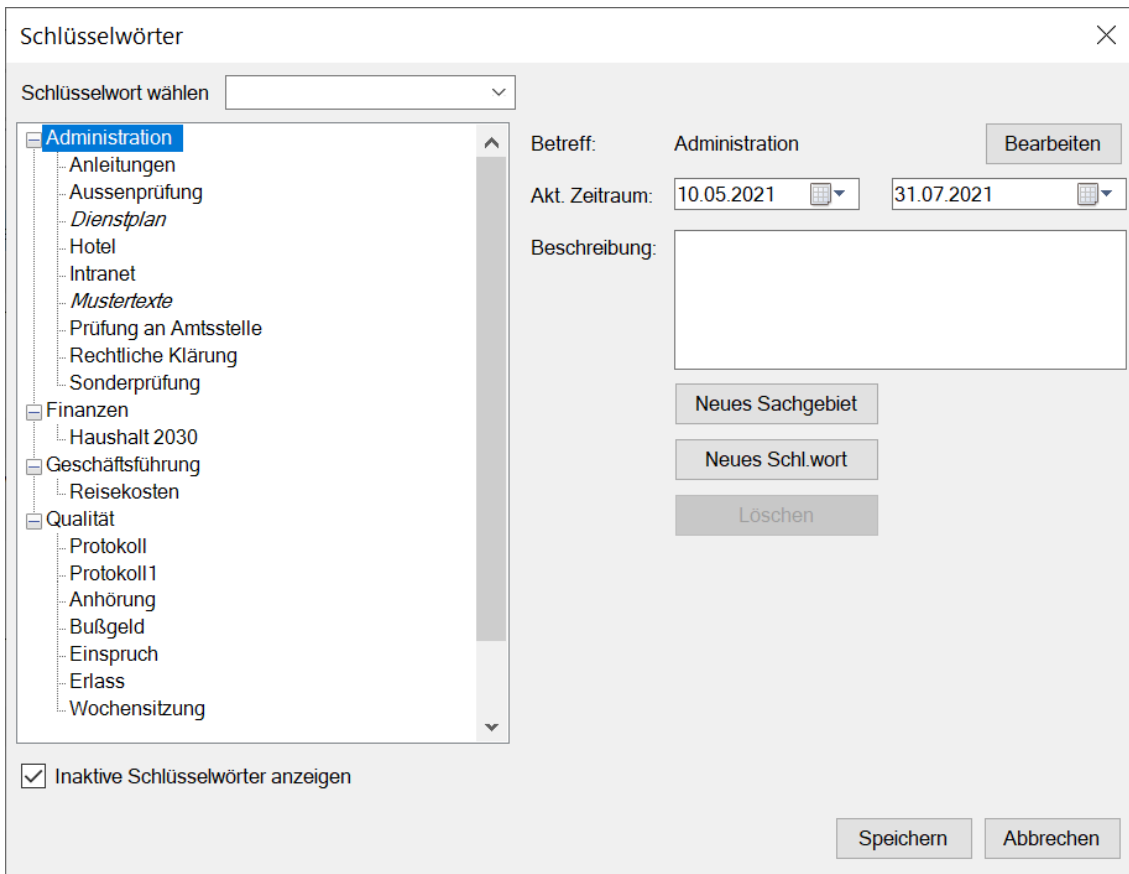 Schlüsselwörter
Schlüsselwort wählen
Administration
Anleitungen
Aussenprüfung
Dienstplan
Hotel
Intranet
Mustertexte
Prüfung an Amtsstelle
Rechtliche Klärung
Sonderprüfung
Finanzen
Haushalt 2030
Geschäftsführung
Reisekosten
Qualität
Protokoll
Protokoll1
Anhörung
Bußgeld
Einspruch
Erlass
Wochensitzung
Inaktive Schlüsselwörter anzeigen
Betreff: Administration Bearbeiten
Akt. Zeitraum: 10.05.2021 31.07.2021
Beschreibung:
Neues Sachgebiet
Neues Schl.wort
Löschen
Speichern Abbrechen